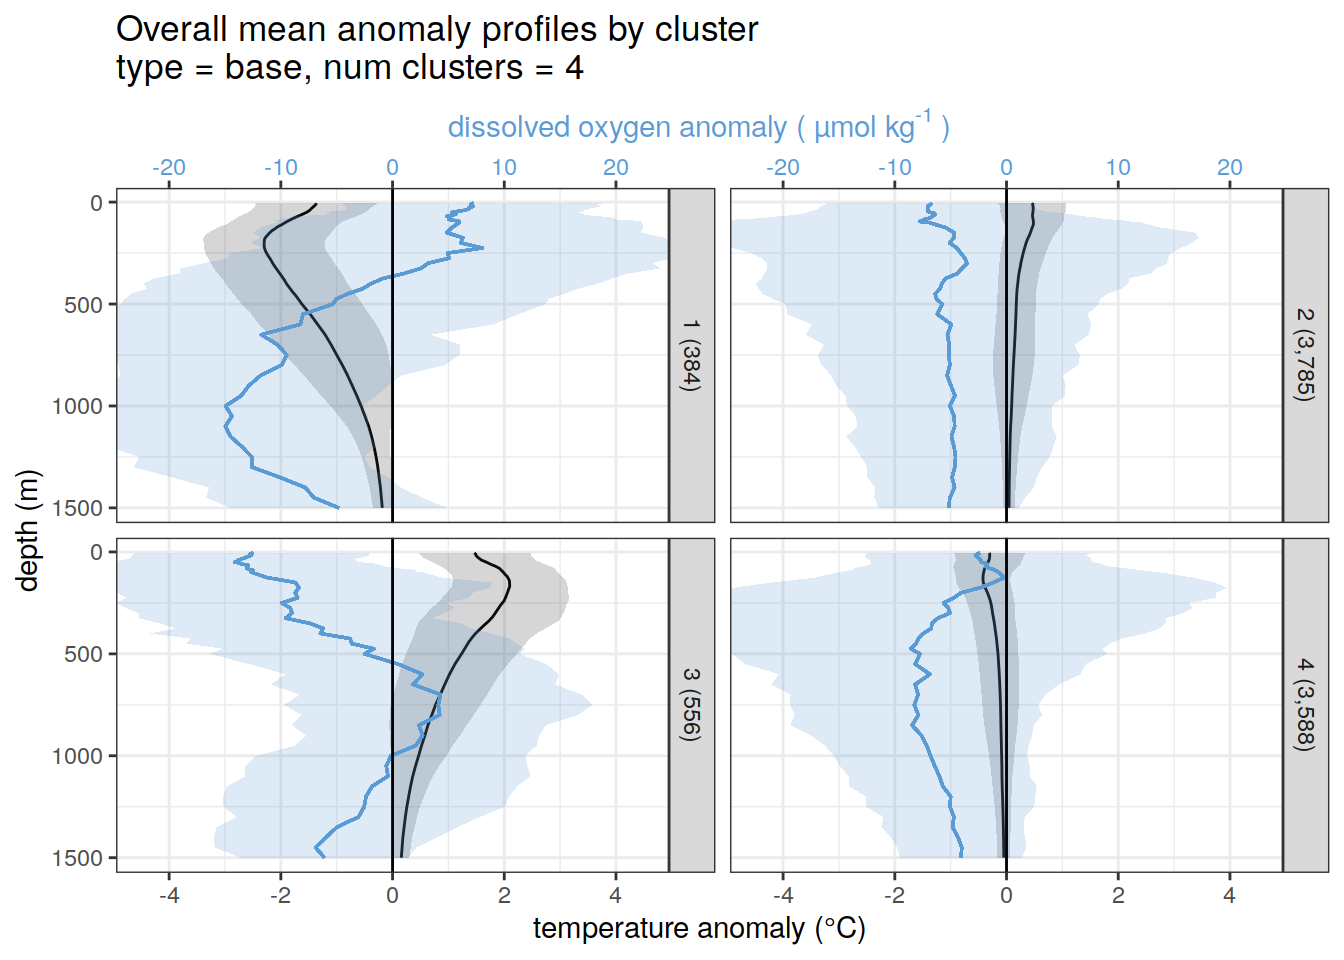 Overall mean anomaly profiles by cluster
type = base, num clusters = 4
dissolved oxygen anomaly ( µmol kg-1 )
-20 -10 0 10 20 -20 -10 0 10 20
0
500
1000
1500
1 (384)
2 (3,785)
depth (m)
0
500
1000
1500
3 (556)
4 (3,588)
-4 -2 0 2 4 -4 -2 0 2 4
temperature anomaly (°C)